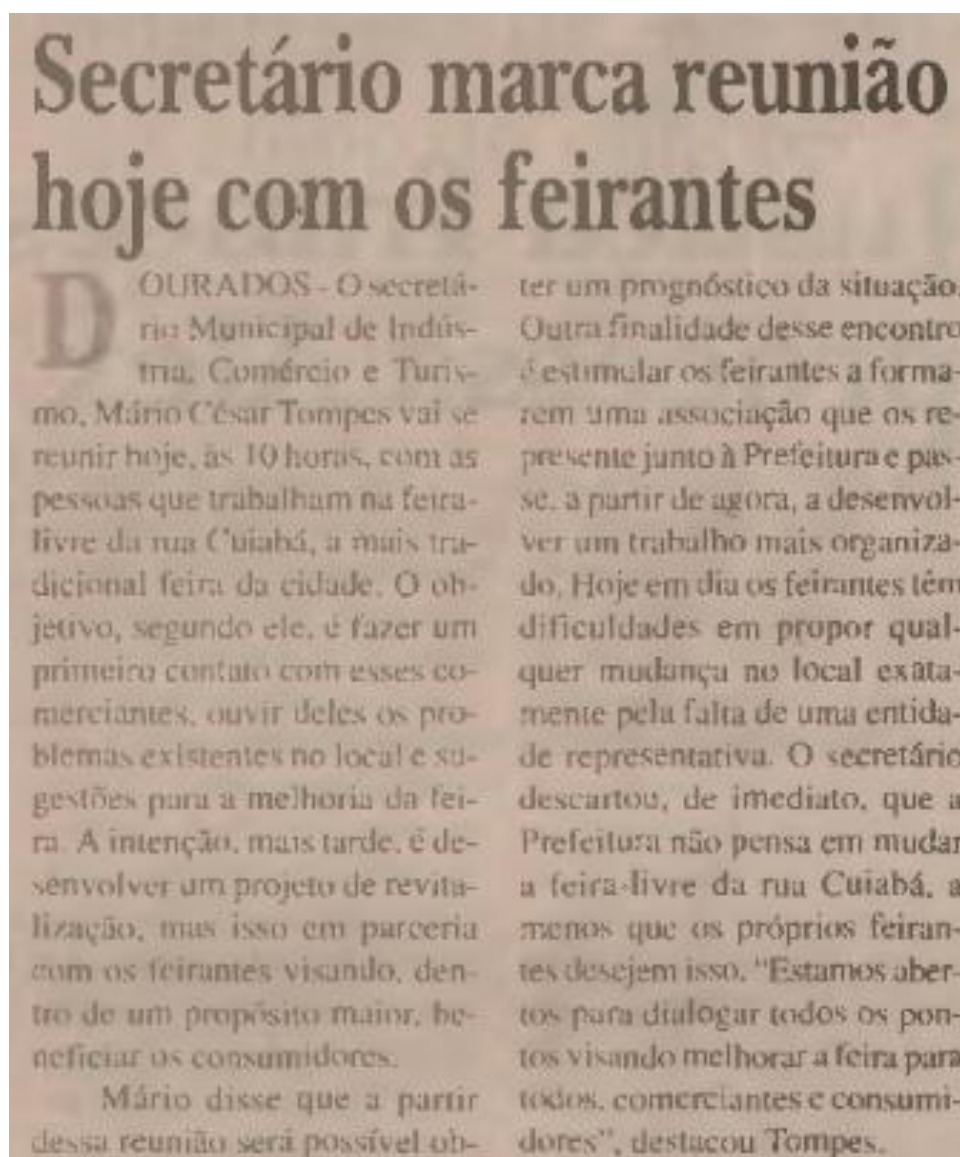 Secretário marca reunião
hoje com os feirantes
DOURADOS - O secretá-
rio Municipal de Indús-
tria, Comércio e Turis-
mo, Mário César Tompes vai se
reunir hoje, às 10 horas, com as
pessoas que trabalham na feira-
livre da rua Cuiabá, a mais tra-
dicional feira da cidade. O ob-
jetivo, segundo ele, é fazer um
primeiro contato com esses co-
merciantes, ouvir deles os pro-
blemas existentes no local e su-
gestões para a melhoria da fei-
ra. A intenção, mais tarde, é de-
senvolver um projeto de revita-
lização, mas isso em parceria
com os feirantes visando, den-
tro de um propósito maior, be-
neficiar os consumidores.
Mário disse que a partir
dessa reunião será possível ob-
ter um prognóstico da situação.
Outra finalidade desse encontro
é estimular os feirantes a forma-
rem uma associação que os re-
presente junto à Prefeitura e pas-
se, a partir de agora, a desenvol-
ver um trabalho mais organiza-
do. Hoje em dia os feirantes têm
dificuldades em propor qual-
quer mudança no local exata-
mente pela falta de uma entida-
de representativa. O secretário
descartou, de imediato, que a
Prefeitura não pensa em mudar
a feira-livre da rua Cuiabá, a
menos que os próprios feiran-
tes desejem isso. "Estamos aber-
tos para dialogar todos os pon-
tos visando melhorar a feira para
todos, comerciantes e consumi-
dores", destacou Tompes.